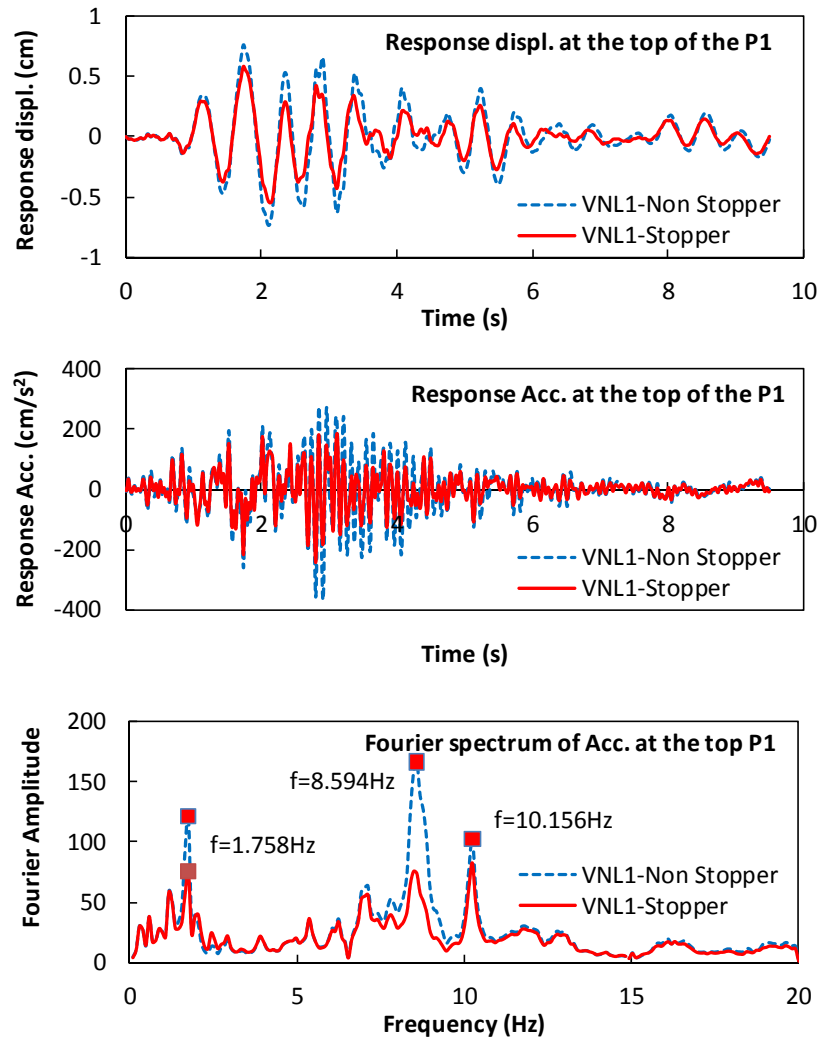 Response displ. at the top of the P1
Response displ. (cm)
1
0.5
0
-0.5
-1
VNL1-Non Stopper
VNL1-Stopper
0 2 4 6 8 10
Time (s)
Response Acc. at the top of the P1
Response Acc. (cm/s²)
400
200
0
-200
-400
0 2 4 6 8 10
VNL1-Non Stopper
VNL1-Stopper
Time (s)
Fourier spectrum of Acc. at the top P1
Fourier Amplitude
200
150
100
50
0
f=8.594Hz
f=10.156Hz
f=1.758Hz
VNL1-Non Stopper
VNL1-Stopper
0 5 10 15 20
Frequency (Hz)